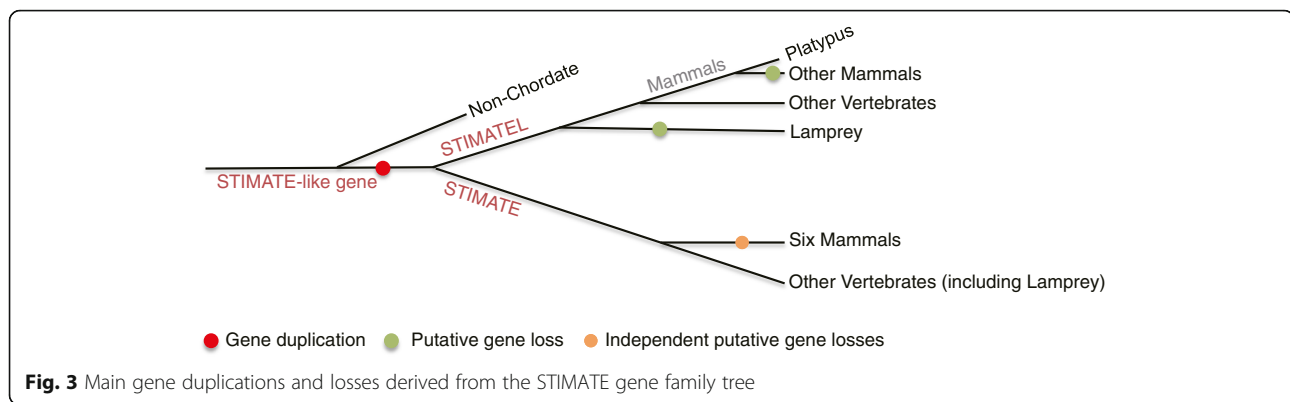 Platypus
Mammals
Other Mammals
Non-Chordate
Other Vertebrates
STIMATEL
Lamprey
STIMATE-like gene
STIMATE
Six Mammals
Other Vertebrates (including Lamprey)
Gene duplication Putative gene loss Independent putative gene losses
Fig. 3 Main gene duplications and losses derived from the STIMATE gene family tree